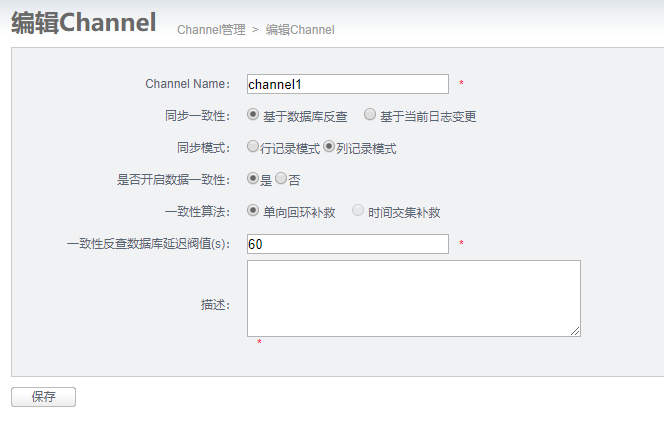 编辑Channel Channel管理 > 编辑Channel
Channel Name: channel1 *
同步一致性: 基于数据库反查 基于当前日志变更
同步模式: 行记录模式 列记录模式
是否开启数据一致性: 是 否
一致性算法: 单向回环补救 时间交集补救
一致性反查数据库延迟阀值(s): 60 *
描述:
*
保存